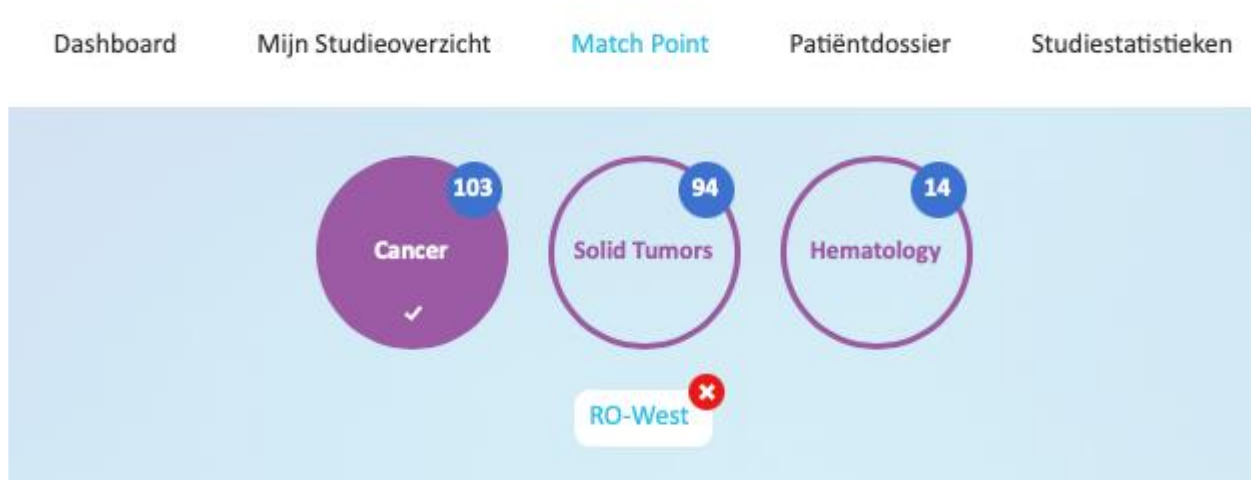 Dashboard Mijn Studieoverzicht Match Point Patiëntdossier Studiestatistieken
103 94 14
Cancer Solid Tumors Hematology
RO-West